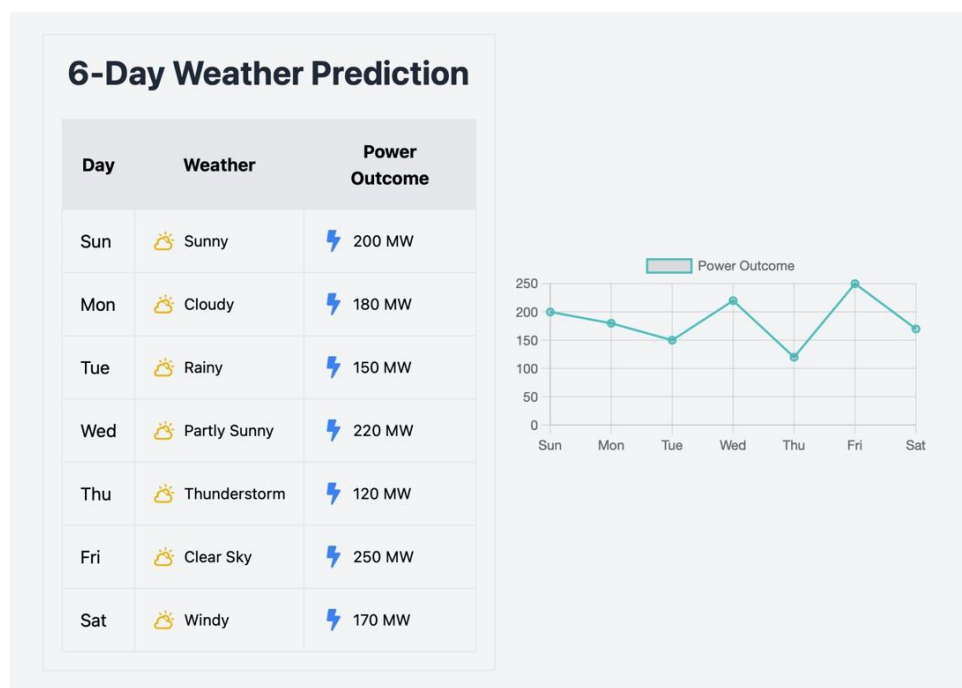 6-Day Weather Prediction
Day Weather Power Outcome
Sun Sunny 200 MW
Mon Cloudy 180 MW
Tue Rainy 150 MW
Wed Partly Sunny 220 MW
Thu Thunderstorm 120 MW
Fri Clear Sky 250 MW
Sat Windy 170 MW
Power Outcome
250
200
150
100
50
0
Sun Mon Tue Wed Thu Fri Sat